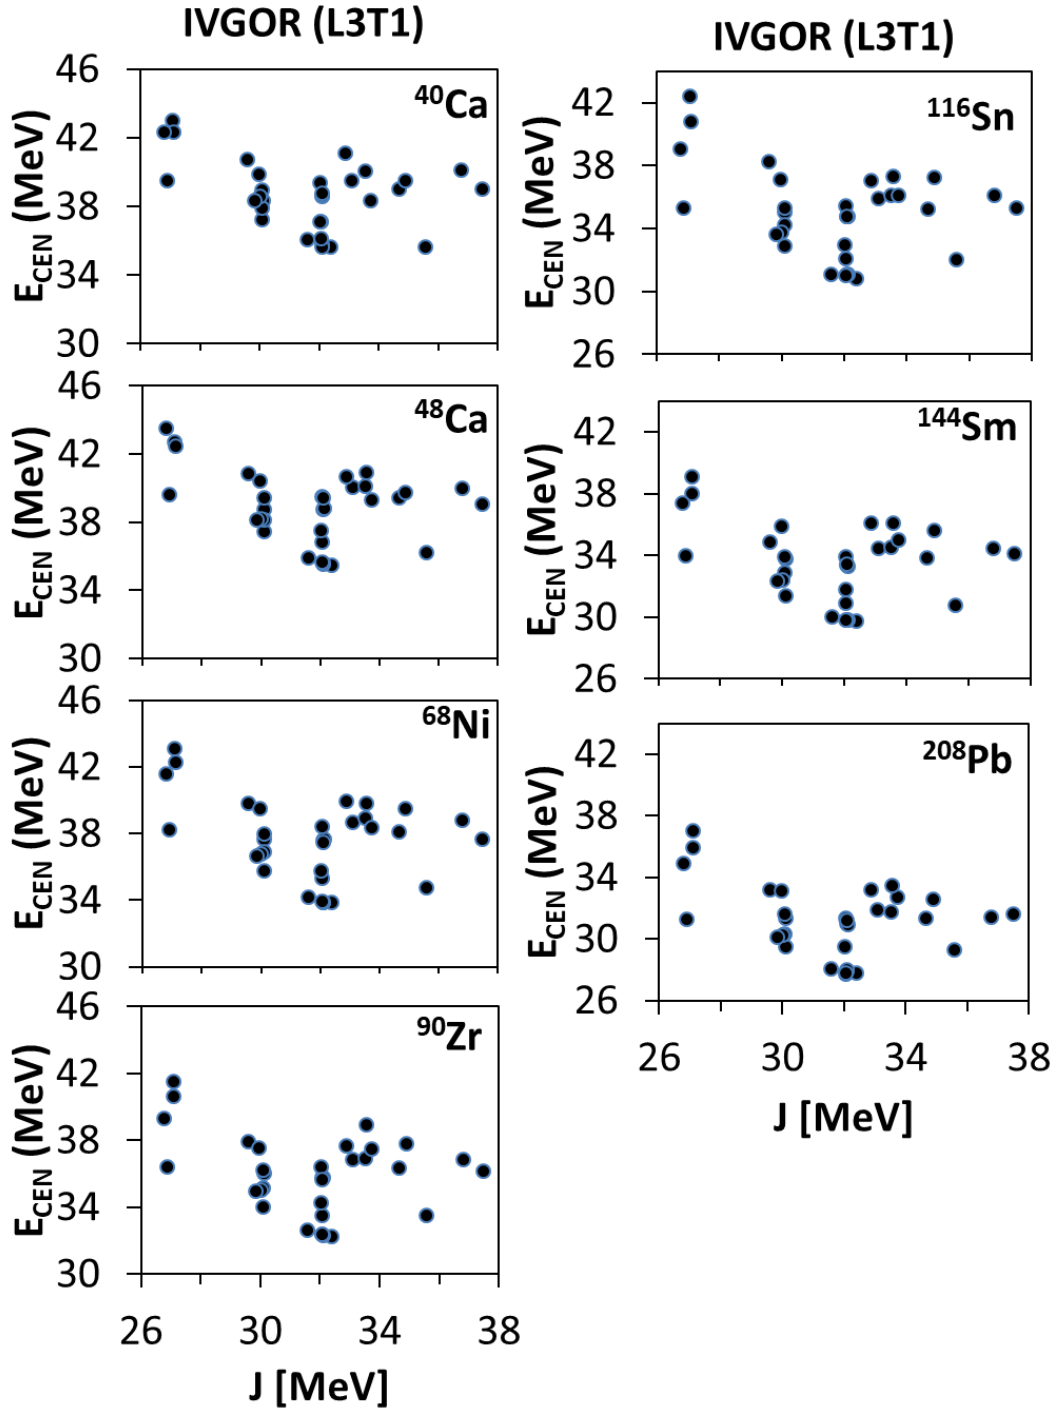 IVGOR (L3T1)
46
42
38
34
30
E_CEN (MeV)
⁴⁰Ca
46
42
38
34
30
E_CEN (MeV)
⁴⁸Ca
46
42
38
34
30
E_CEN (MeV)
⁶⁸Ni
46
42
38
34
30
E_CEN (MeV)
⁹⁰Zr
26 30 34 38
J [MeV]
IVGOR (L3T1)
42
38
34
30
26
E_CEN (MeV)
¹¹⁶Sn
42
38
34
30
26
E_CEN (MeV)
¹⁴⁴Sm
42
38
34
30
26
E_CEN (MeV)
²⁰⁸Pb
26 30 34 38
J [MeV]